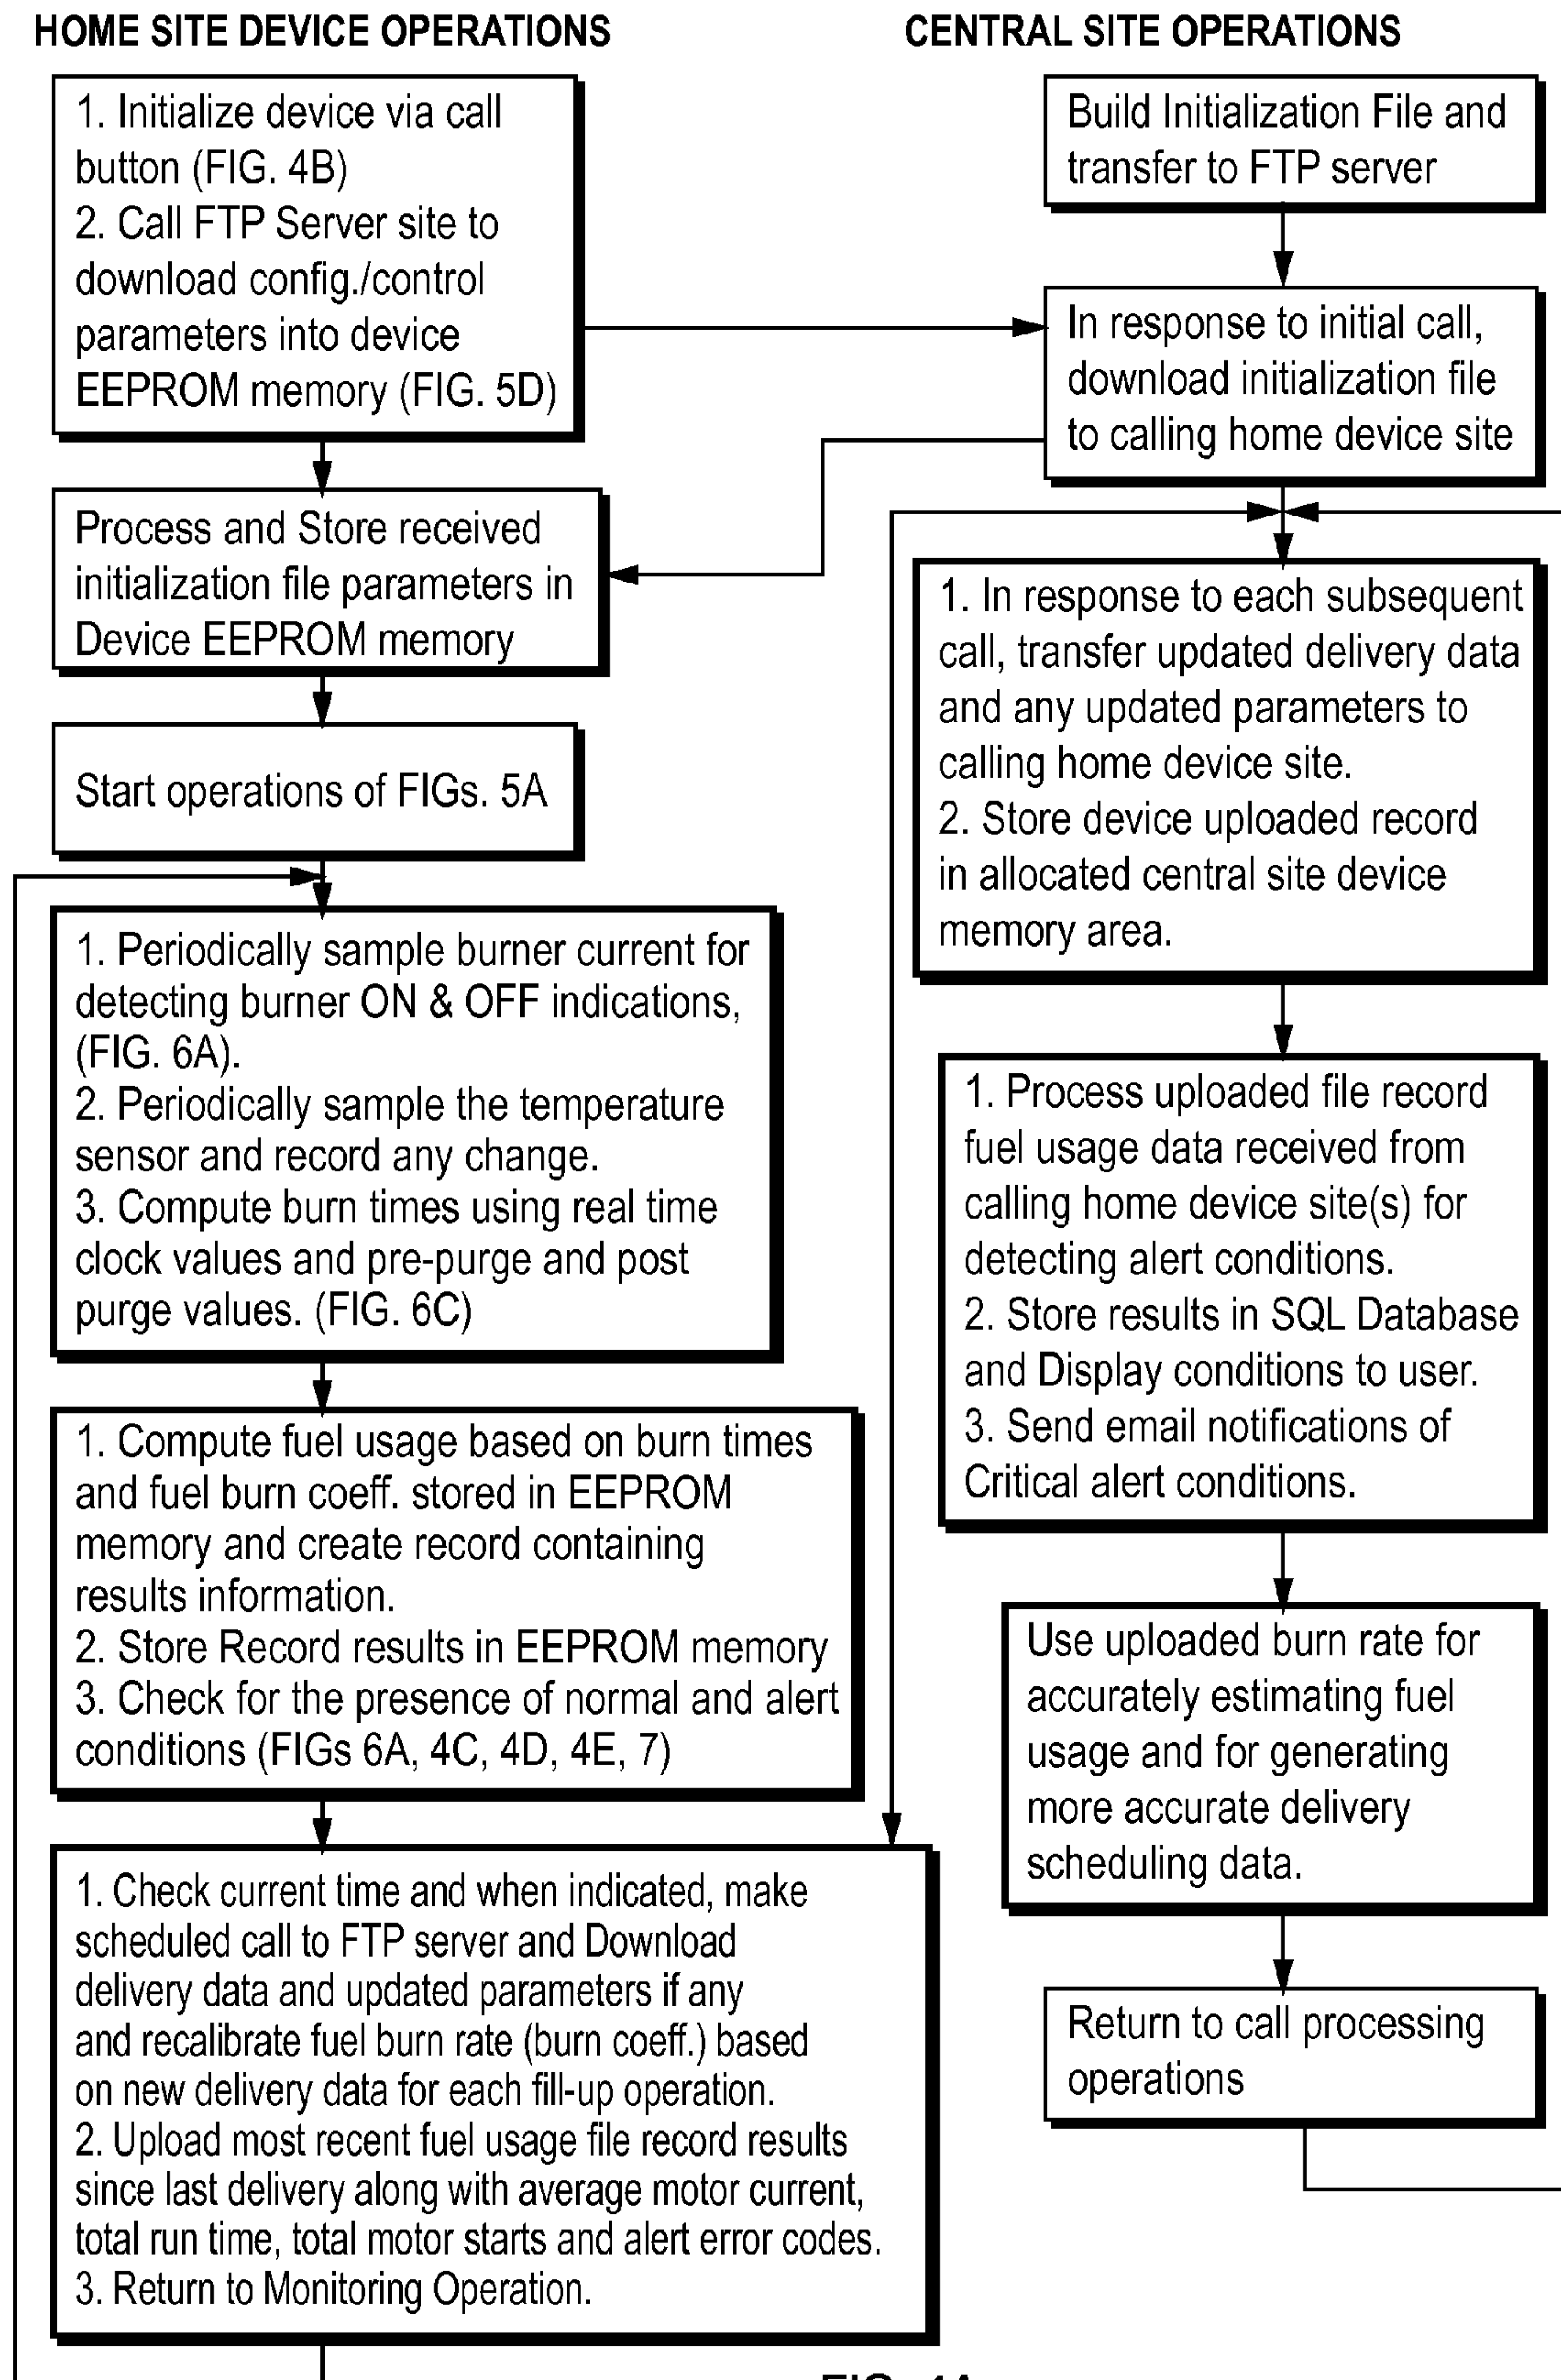 HOME SITE DEVICE OPERATIONS
1. Initialize device via call
button (FIG. 4B)
2. Call FTP Server site to
download config./control
parameters into device
EEPROM memory (FIG. 5D)
Process and Store received
initialization file parameters in
Device EEPROM memory
Start operations of FIGs. 5A
1. Periodically sample burner current for
detecting burner ON & OFF indications,
(FIG. 6A).
2. Periodically sample the temperature
sensor and record any change.
3. Compute burn times using real time
clock values and pre-purge and post
purge values. (FIG. 6C)
1. Compute fuel usage based on burn times
and fuel burn coeff. stored in EEPROM
memory and create record containing
results information.
2. Store Record results in EEPROM memory
3. Check for the presence of normal and alert
conditions (FIGs 6A, 4C, 4D, 4E, 7)
1. Check current time and when indicated, make
scheduled call to FTP server and Download
delivery data and updated parameters if any
and recalibrate fuel burn rate (burn coeff.) based
on new delivery data for each fill-up operation.
2. Upload most recent fuel usage file record results
since last delivery along with average motor current,
total run time, total motor starts and alert error codes.
3. Return to Monitoring Operation.
CENTRAL SITE OPERATIONS
Build Initialization File and
transfer to FTP server
In response to initial call,
download initialization file
to calling home device site
1. In response to each subsequent
call, transfer updated delivery data
and any updated parameters to
calling home device site.
2. Store device uploaded record
in allocated central site device
memory area.
1. Process uploaded file record
fuel usage data received from
calling home device site(s) for
detecting alert conditions.
2. Store results in SQL Database
and Display conditions to user.
3. Send email notifications of
Critical alert conditions.
Use uploaded burn rate for
accurately estimating fuel
usage and for generating
more accurate delivery
scheduling data.
Return to call processing
operations